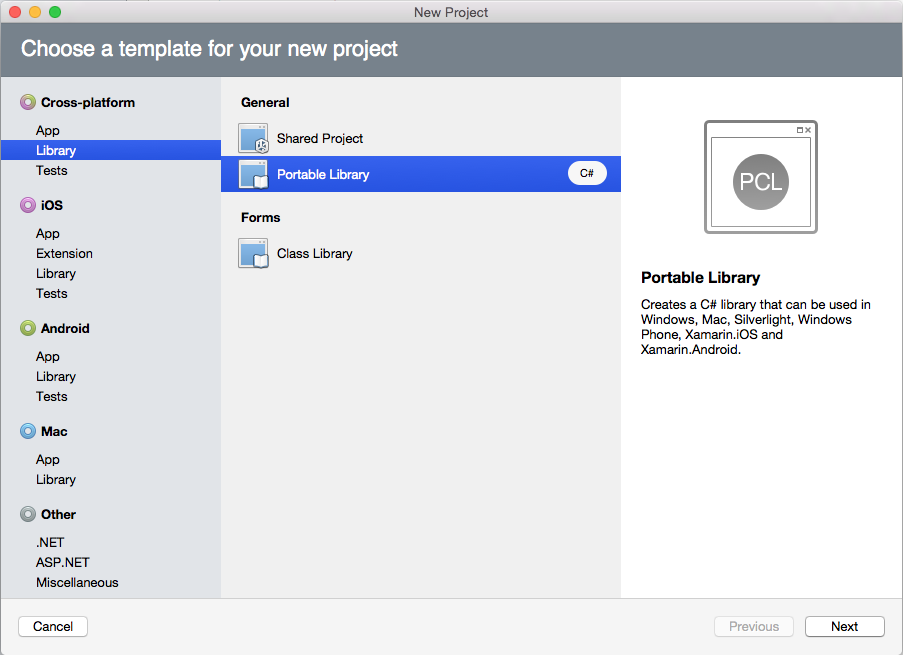 New Project
Choose a template for your new project
Cross-platform
App
Library
Tests
iOS
App
Extension
Library
Tests
Android
App
Library
Tests
Mac
App
Library
Other
.NET
ASP.NET
Miscellaneous
General
Shared Project
Portable Library C#
Forms
Class Library
PCL
Portable Library
Creates a C# library that can be used in
Windows, Mac, Silverlight, Windows
Phone, Xamarin.iOS and
Xamarin.Android.
Cancel
Previous
Next